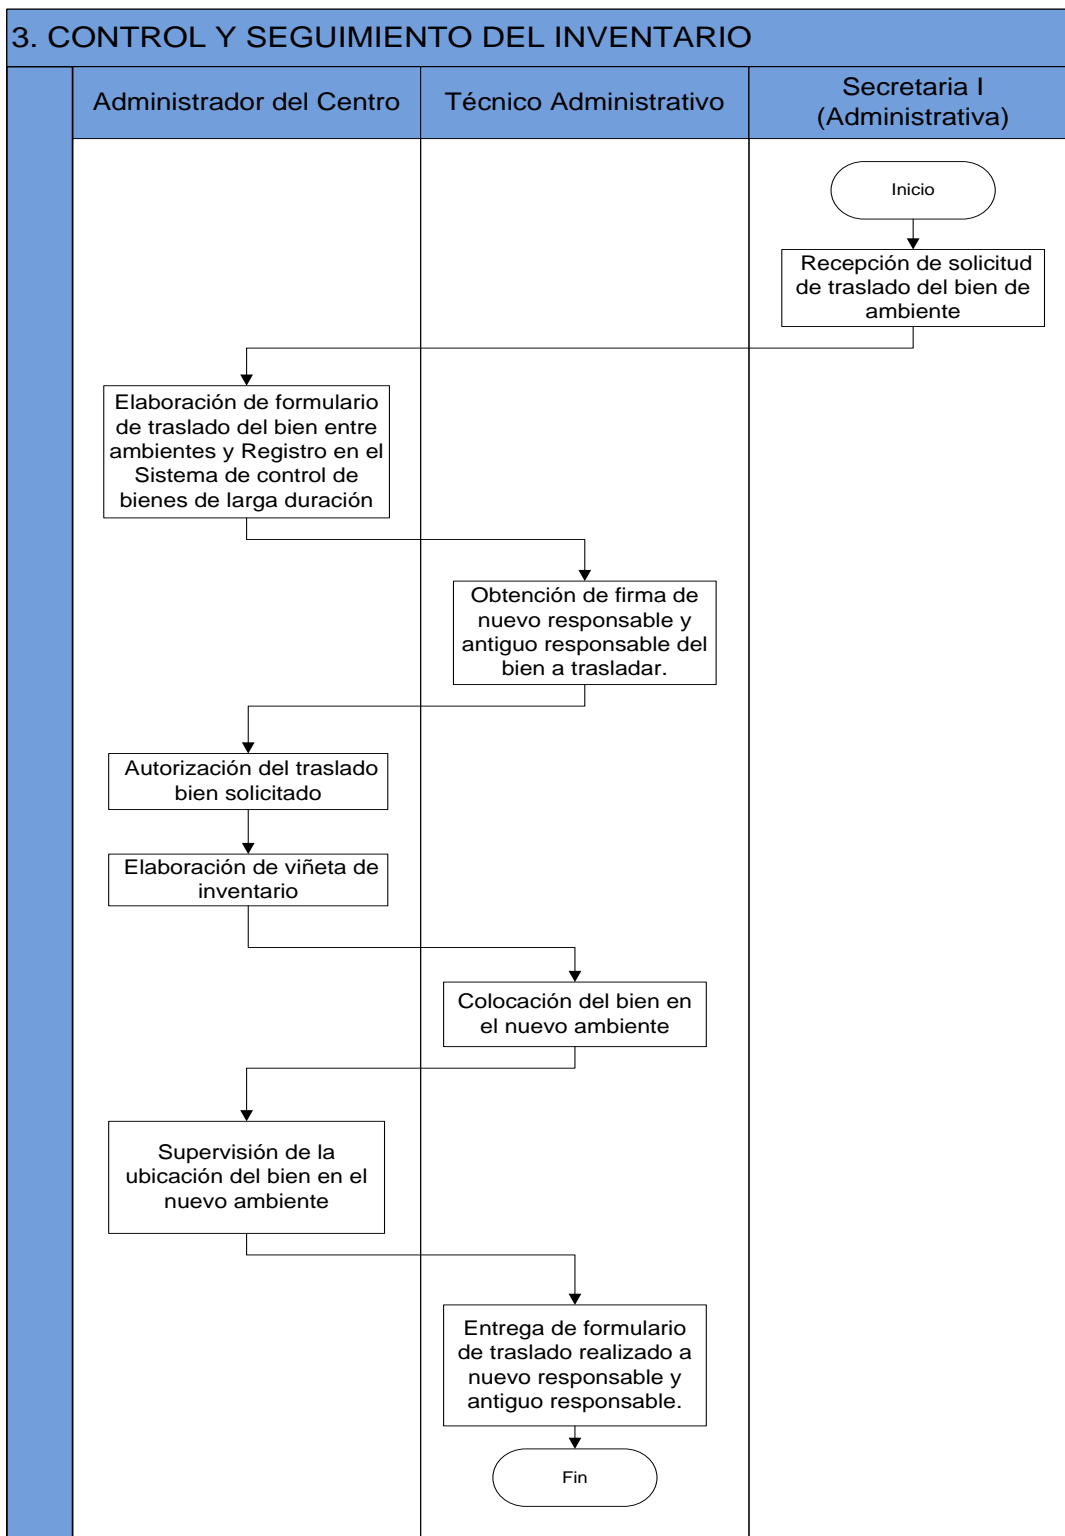 3. CONTROL Y SEGUIMIENTO DEL INVENTARIO
Administrador del Centro
Técnico Administrativo
Secretaria I
(Administrativa)
Inicio
Recepción de solicitud
de traslado del bien de
ambiente
Elaboración de formulario
de traslado del bien entre
ambientes y Registro en el
Sistema de control de
bienes de larga duración
Obtención de firma de
nuevo responsable y
antiguo responsable del
bien a trasladar.
Autorización del traslado
bien solicitado
Elaboración de viñeta de
inventario
Colocación del bien en
el nuevo ambiente
Supervisión de la
ubicación del bien en el
nuevo ambiente
Entrega de formulario
de traslado realizado a
nuevo responsable y
antiguo responsable.
Fin